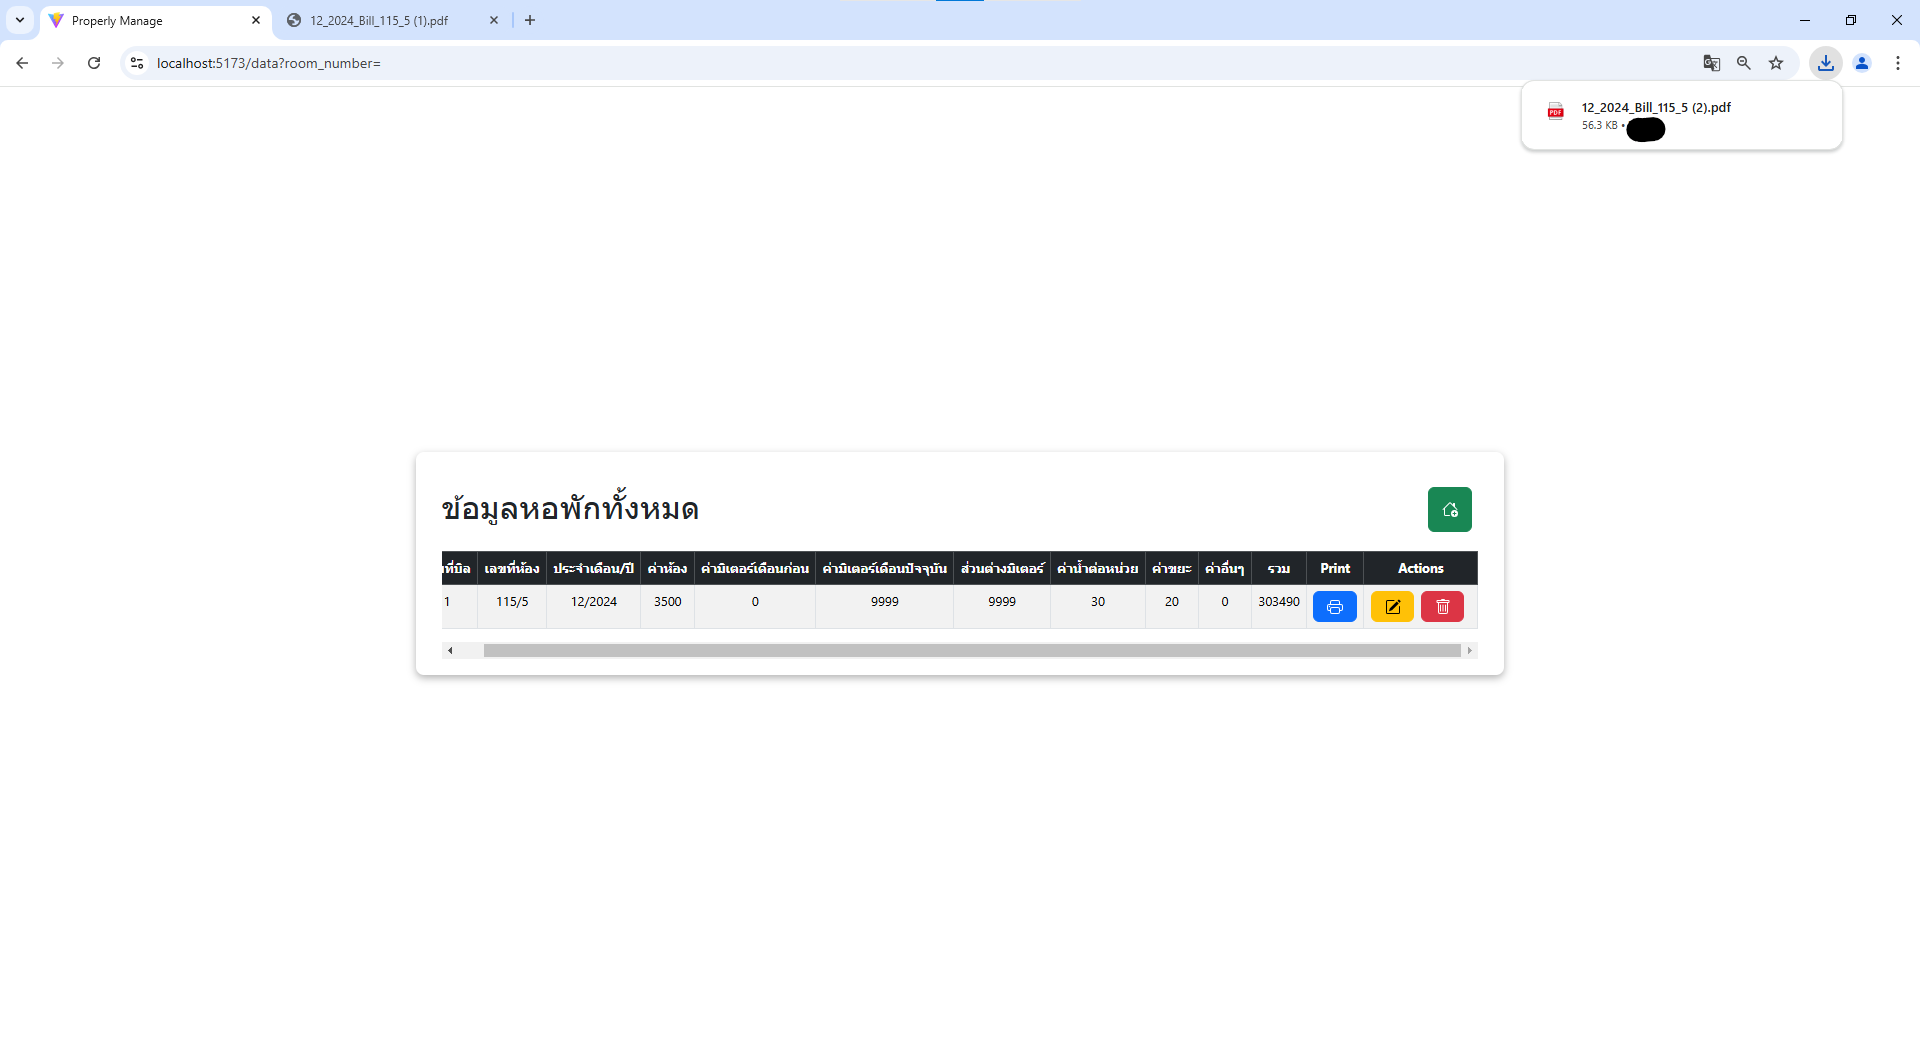 Properly Manage
12_2024_Bill_115_5 (1).pdf
localhost:5173/data?room_number=
12_2024_Bill_115_5 (2).pdf
56.3 KB •
ข้อมูลหอพักทั้งหมด
ที่บิล เลขที่ห้อง ประจำเดือน/ปี ค่าห้อง ค่ามิเตอร์เดือนก่อน ค่ามิเตอร์เดือนปัจจุบัน ส่วนต่างมิเตอร์ ค่าน้ำต่อหน่วย ค่าขยะ ค่าอื่นๆ รวม Print Actions
1 115/5 12/2024 3500 0 9999 9999 30 20 0 303490